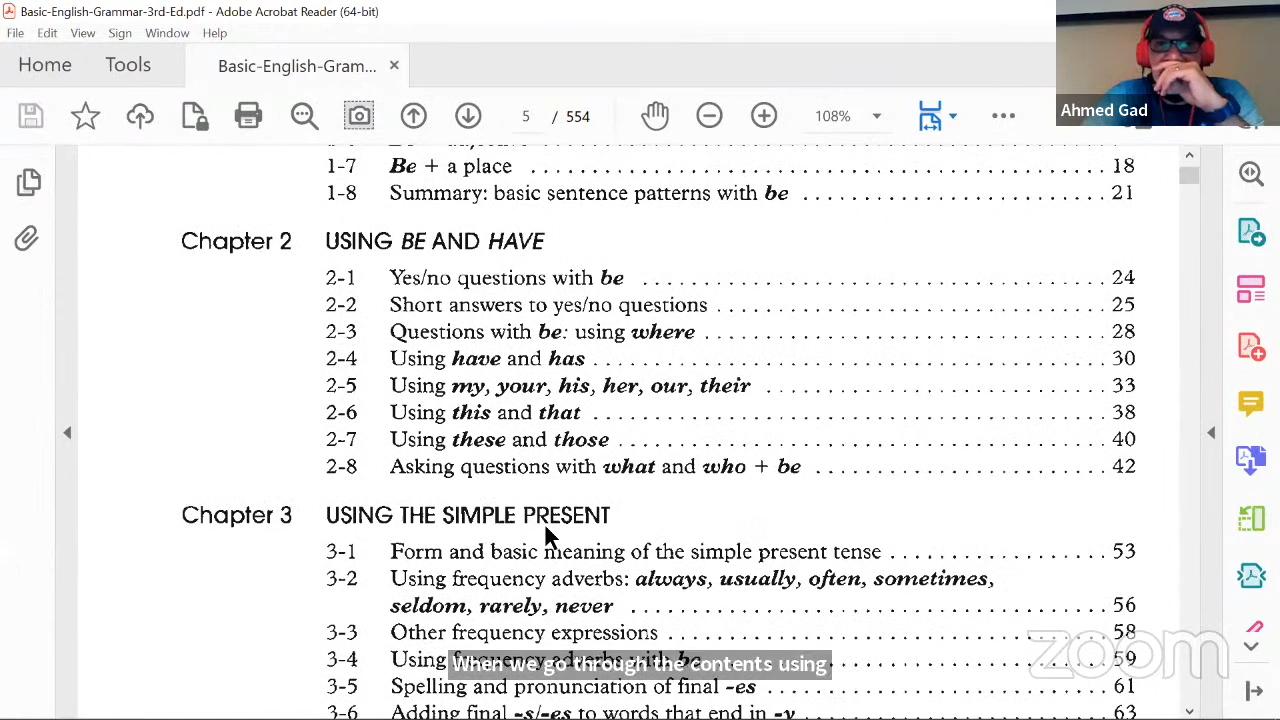 Basic-English-Grammar-3rd-Ed.pdf - Adobe Acrobat Reader (64-bit)
File Edit View Sign Window Help
Home Tools Basic-English-Gram... ×
5 / 554 108%
Ahmed Gad
1-7 Be + a place 18
1-8 Summary: basic sentence patterns with be 21
Chapter 2 USING BE AND HAVE
2-1 Yes/no questions with be 24
2-2 Short answers to yes/no questions 25
2-3 Questions with be: using where 28
2-4 Using have and has 30
2-5 Using my, your, his, her, our, their 33
2-6 Using this and that 38
2-7 Using these and those 40
2-8 Asking questions with what and who + be 42
Chapter 3 USING THE SIMPLE PRESENT
3-1 Form and basic meaning of the simple present tense 53
3-2 Using frequency adverbs: always, usually, often, sometimes,
seldom, rarely, never 56
3-3 Other frequency expressions 58
3-4 Using 59
When we go through the contents using
zoom
3-5 Spelling and pronunciation of final -es 61
3-6 Adding final -s/-es to words that end in -y 63